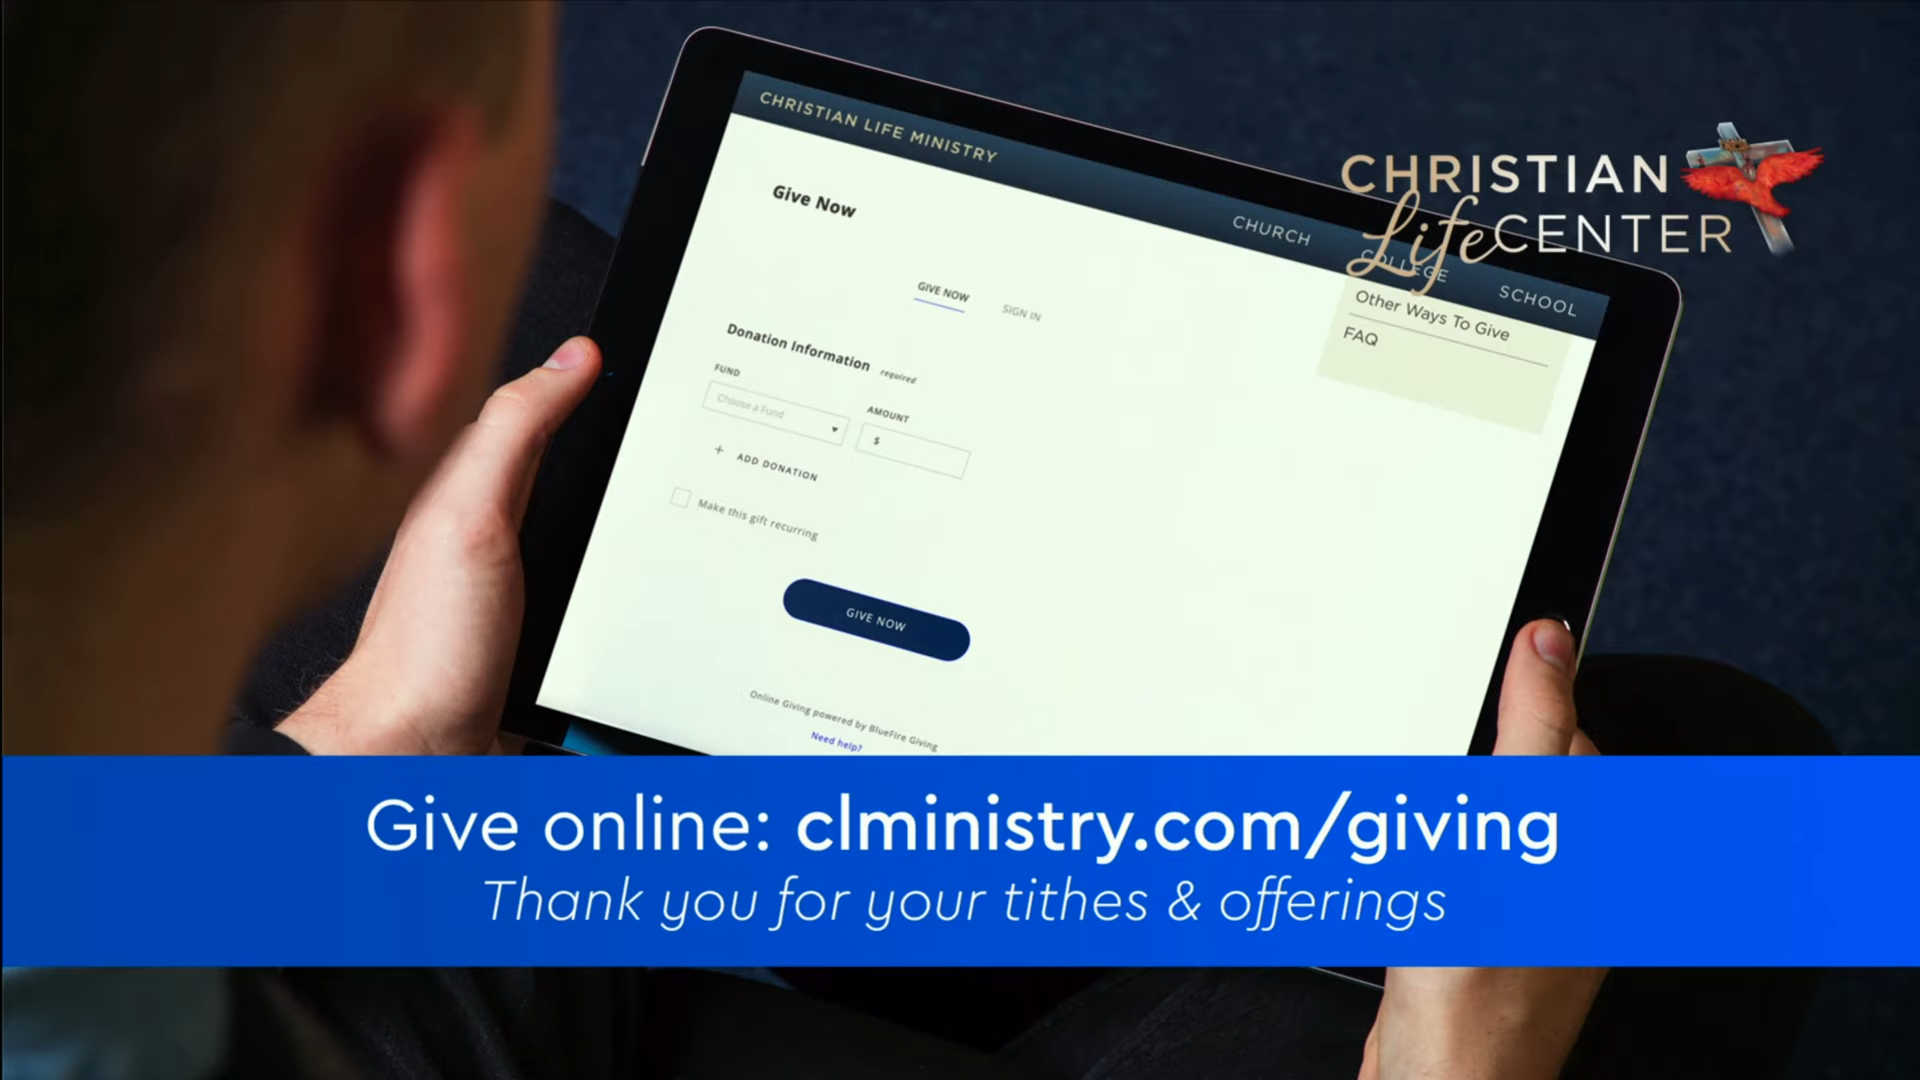 CHRISTIAN LIFE MINISTRY
CHURCH
COLLEGE
SCHOOL
CHRISTIAN
LifeCENTER
Give Now
GIVE NOW
SIGN IN
Other Ways To Give
FAQ
Donation Information required
FUND
Choose a Fund
AMOUNT
$
+ ADD DONATION
Make this gift recurring
GIVE NOW
Online Giving powered by BlueFire Giving
Need help?
Give online: clministry.com/giving
Thank you for your tithes & offerings